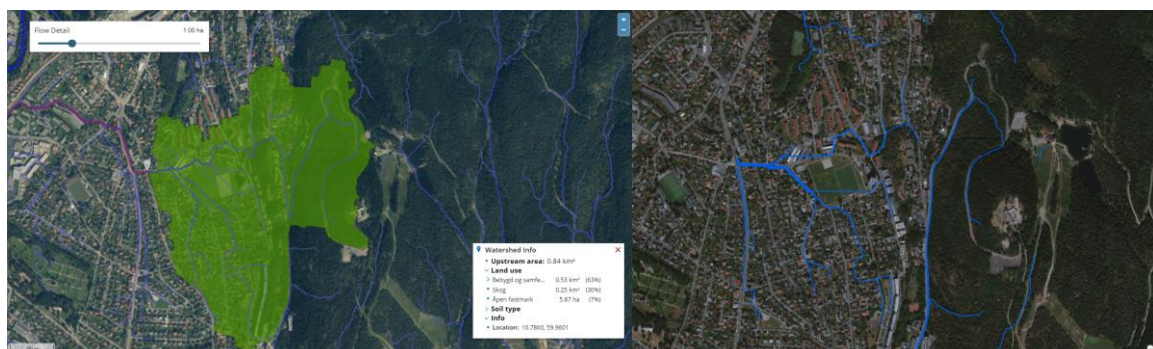 Flow Detail 1.00 ha
+
−
Watershed Info ×
Upstream area: 0.84 km²
Land use
Bebygd og samfe... 0.53 km² (63%)
Skog 0.25 km² (30%)
Åpen fastmark 5.87 ha (7%)
Soil type
Info
Location: 10.7860, 59.9601